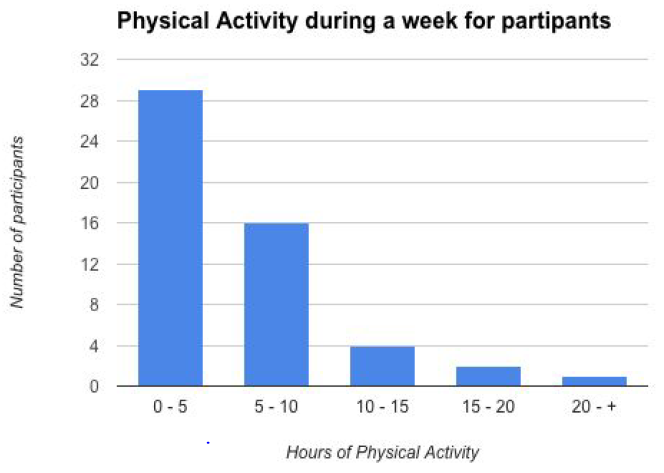 Physical Activity during a week for partipants
Number of participants
32
28
24
20
16
12
8
4
0
0 - 5 5 - 10 10 - 15 15 - 20 20 - +
Hours of Physical Activity